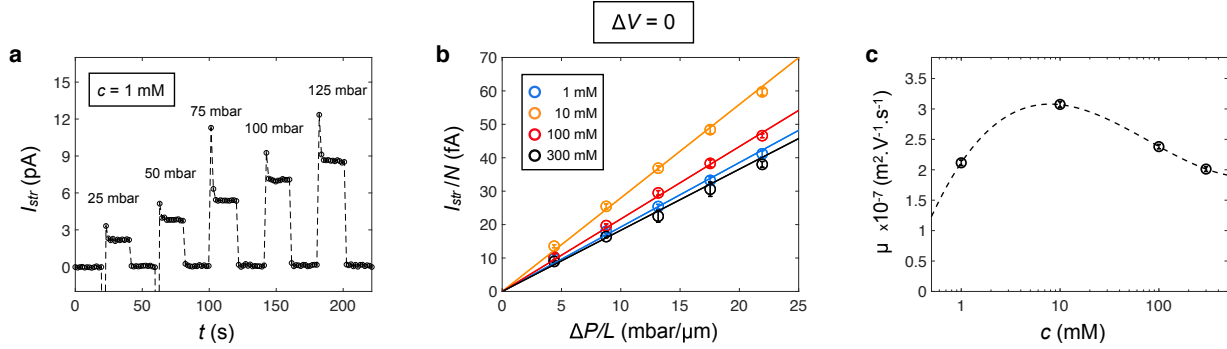 ΔV = 0
a
c = 1 mM
25 mbar
50 mbar
75 mbar
100 mbar
125 mbar
15
12
9
6
3
0
I_str (pA)
0
50
100
150
200
t (s)
b
1 mM
10 mM
100 mM
300 mM
70
60
50
40
30
20
10
0
I_str/N (fA)
0
5
10
15
20
25
ΔP/L (mbar/μm)
c
3.5
3
2.5
2
1.5
1
0.5
0
μ x10-7 (m².V-1.s-1)
1
10
100
c (mM)